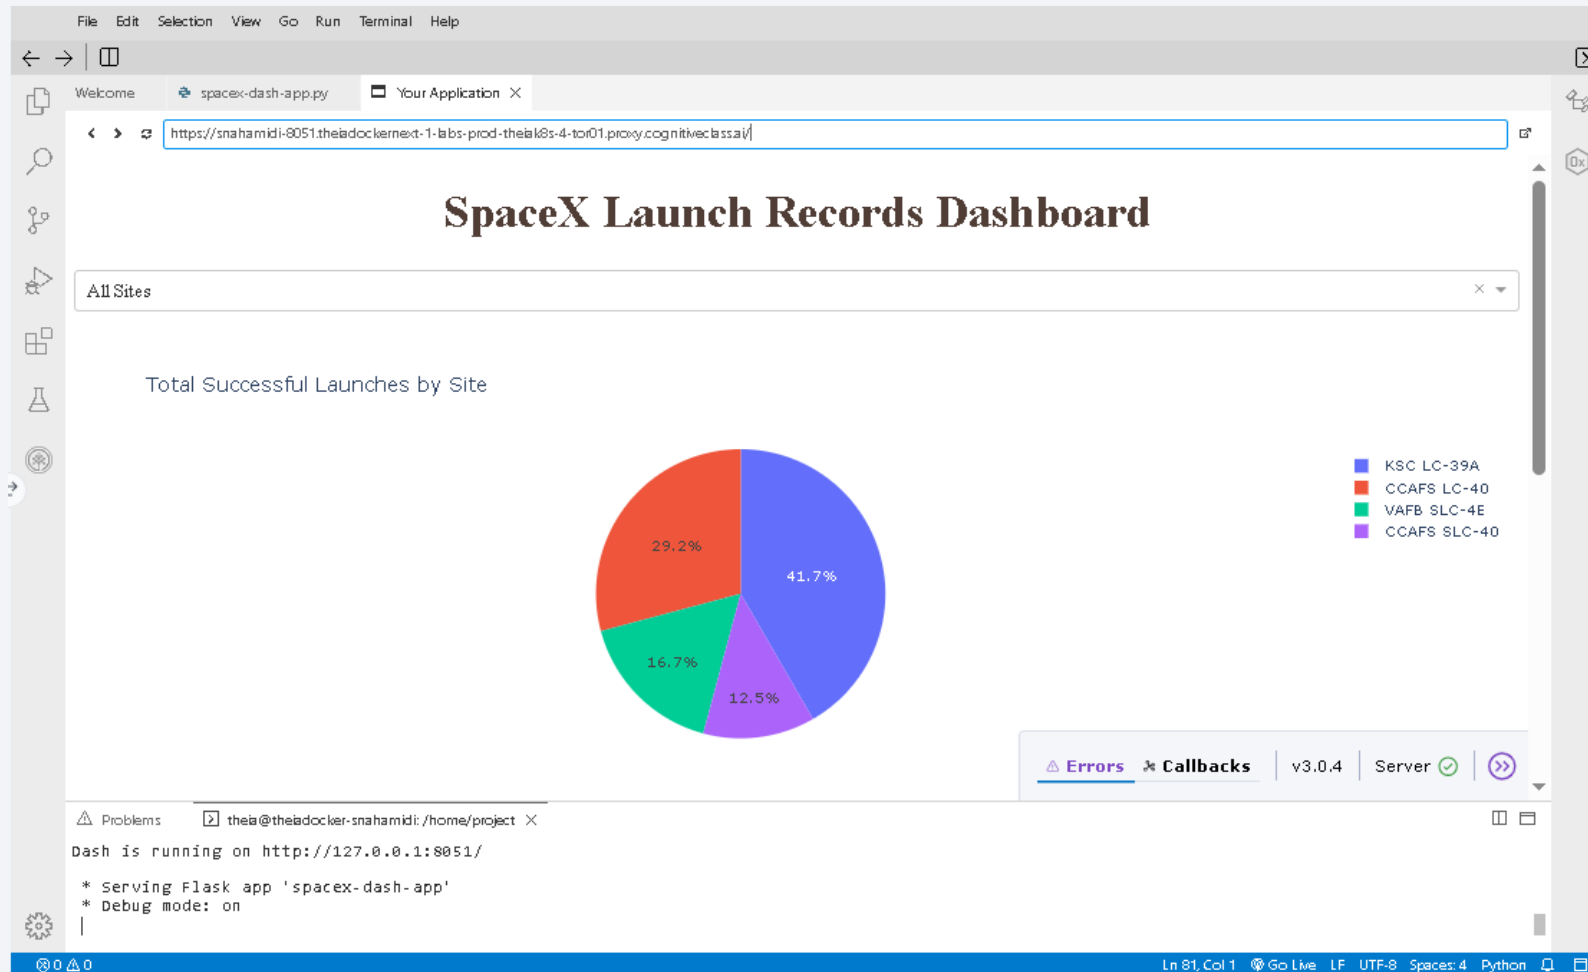 File Edit Selection View Go Run Terminal Help
Welcome spacex-dash-app.py Your Application
https://snahamidi-8051.theiadockernext-1-labs-prod-theiak8s-4-tor01.proxy.cognitiveclass.ai/
SpaceX Launch Records Dashboard
All Sites
Total Successful Launches by Site
KSC LC-39A
CCAFS LC-40
VAFB SLC-4E
CCAFS SLC-40
29.2%
41.7%
16.7%
12.5%
Errors Callbacks v3.0.4 Server
Problems theia@theiadocker-snahamidi: /home/project
Dash is running on http://127.0.0.1:8051/
* Serving Flask app 'spacex-dash-app'
* Debug mode: on
0 0 Ln 81, Col 1 Go Live LF UTF-8 Spaces: 4 Python